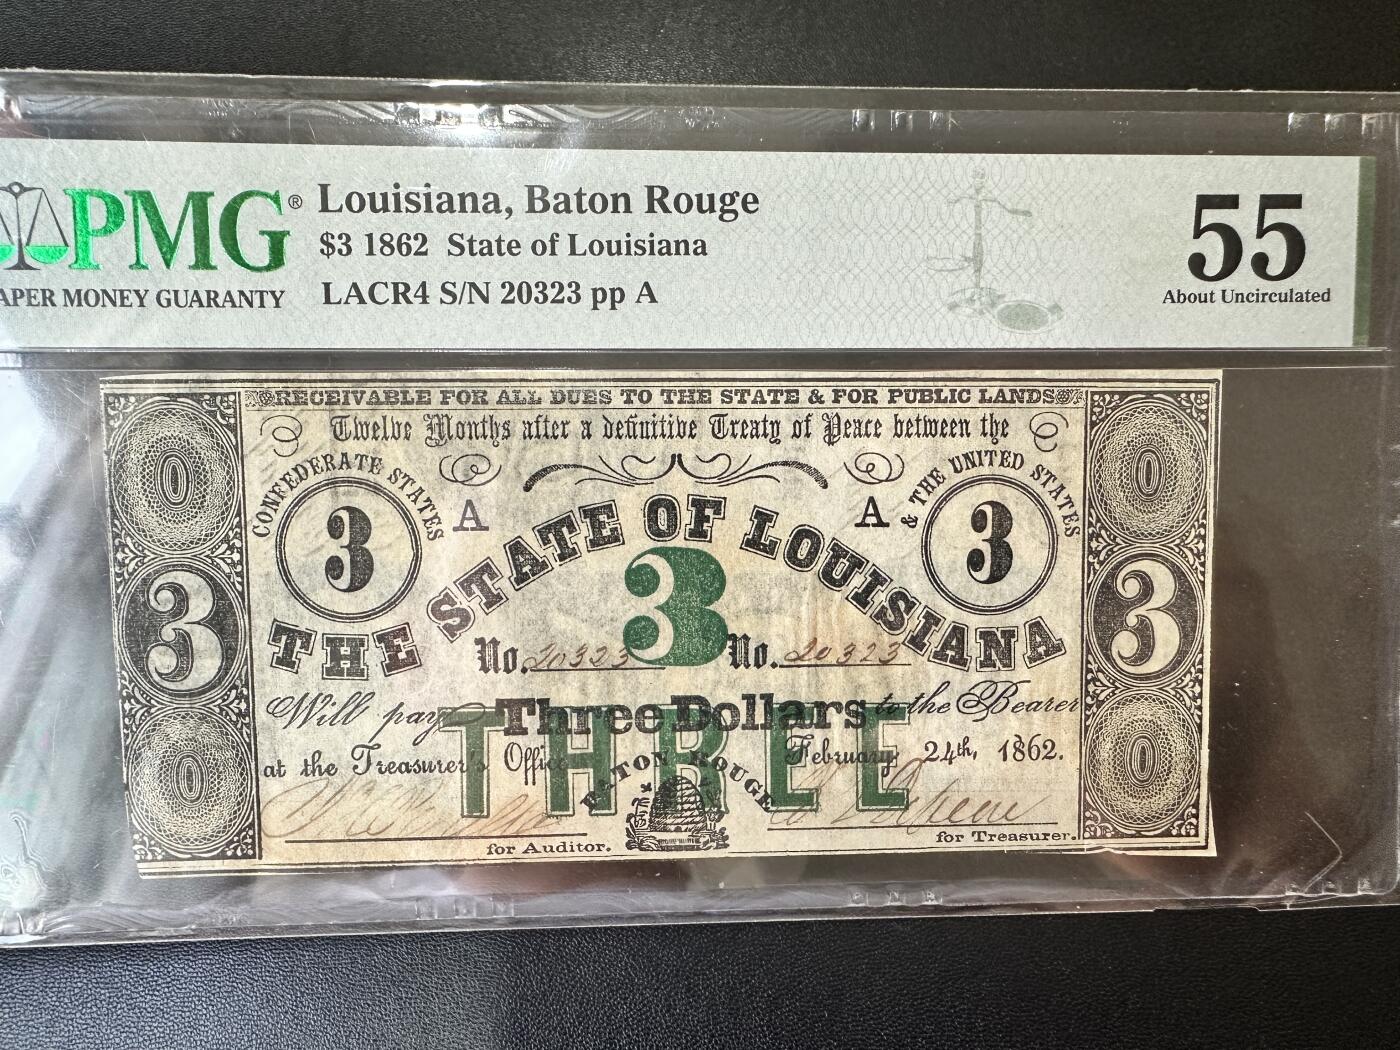 PMG®
APER MONEY GUARANTY
Louisiana, Baton Rouge
$3 1862 State of Louisiana
LACR4 S/N 20323 pp A
55
About Uncirculated
RECEIVABLE FOR ALL DUES TO THE STATE & FOR PUBLIC LANDS
Twelve Months after a definitive Treaty of Peace between the
CONFEDERATE STATES
& THE UNITED STATES
0
0
3
A
A
3
THE STATE OF LOUISIANA
3
3
3
No. 20323
No. 20323
Will pay Three Dollars to the Bearer
THREE
at the Treasurer's Office
February 24th, 1862.
BATON ROUGE
0
0
for Auditor.
for Treasurer.